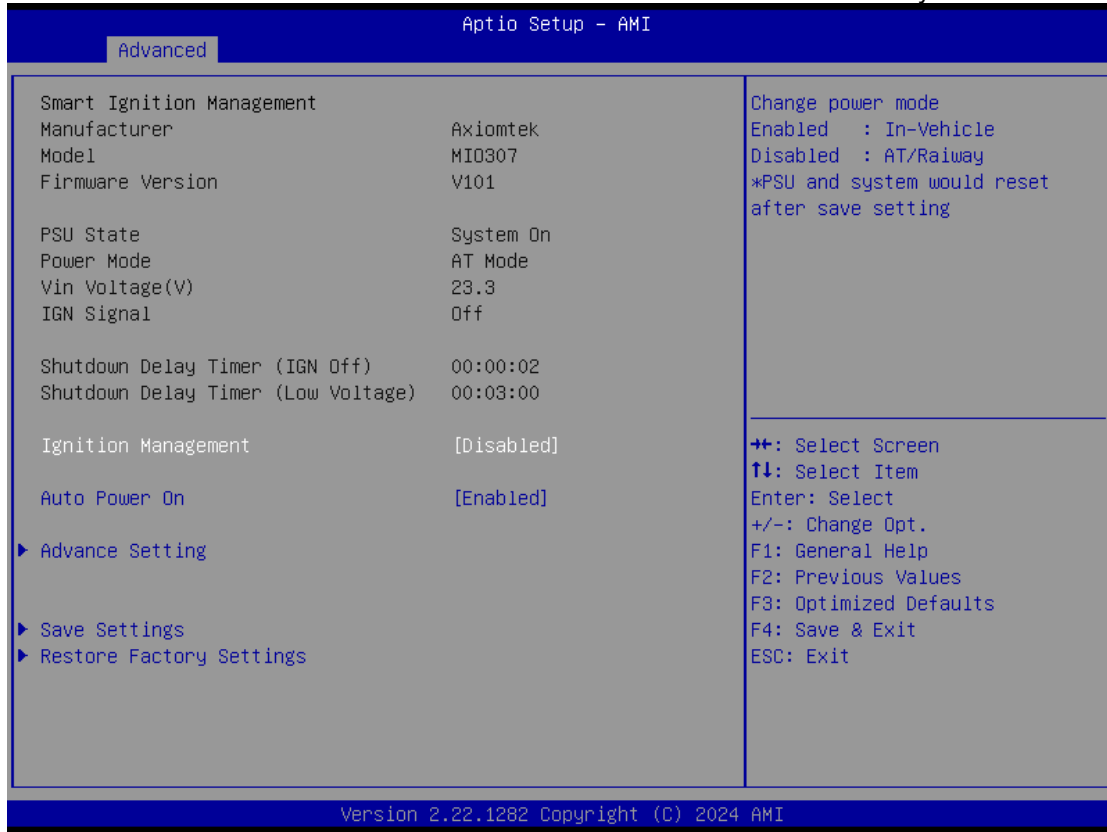 Aptio Setup – AMI
Advanced
Smart Ignition Management
Manufacturer Axiomtek
Model MIO307
Firmware Version V101
PSU State System On
Power Mode AT Mode
Vin Voltage(V) 23.3
IGN Signal Off
Shutdown Delay Timer (IGN Off) 00:00:02
Shutdown Delay Timer (Low Voltage) 00:03:00
Ignition Management [Disabled]
Auto Power On [Enabled]
Advance Setting
Save Settings
Restore Factory Settings
Change power mode
Enabled : In-Vehicle
Disabled : AT/Raiway
*PSU and system would reset
after save setting
→←: Select Screen
↑↓: Select Item
Enter: Select
+/-: Change Opt.
F1: General Help
F2: Previous Values
F3: Optimized Defaults
F4: Save & Exit
ESC: Exit
Version 2.22.1282 Copyright (C) 2024 AMI